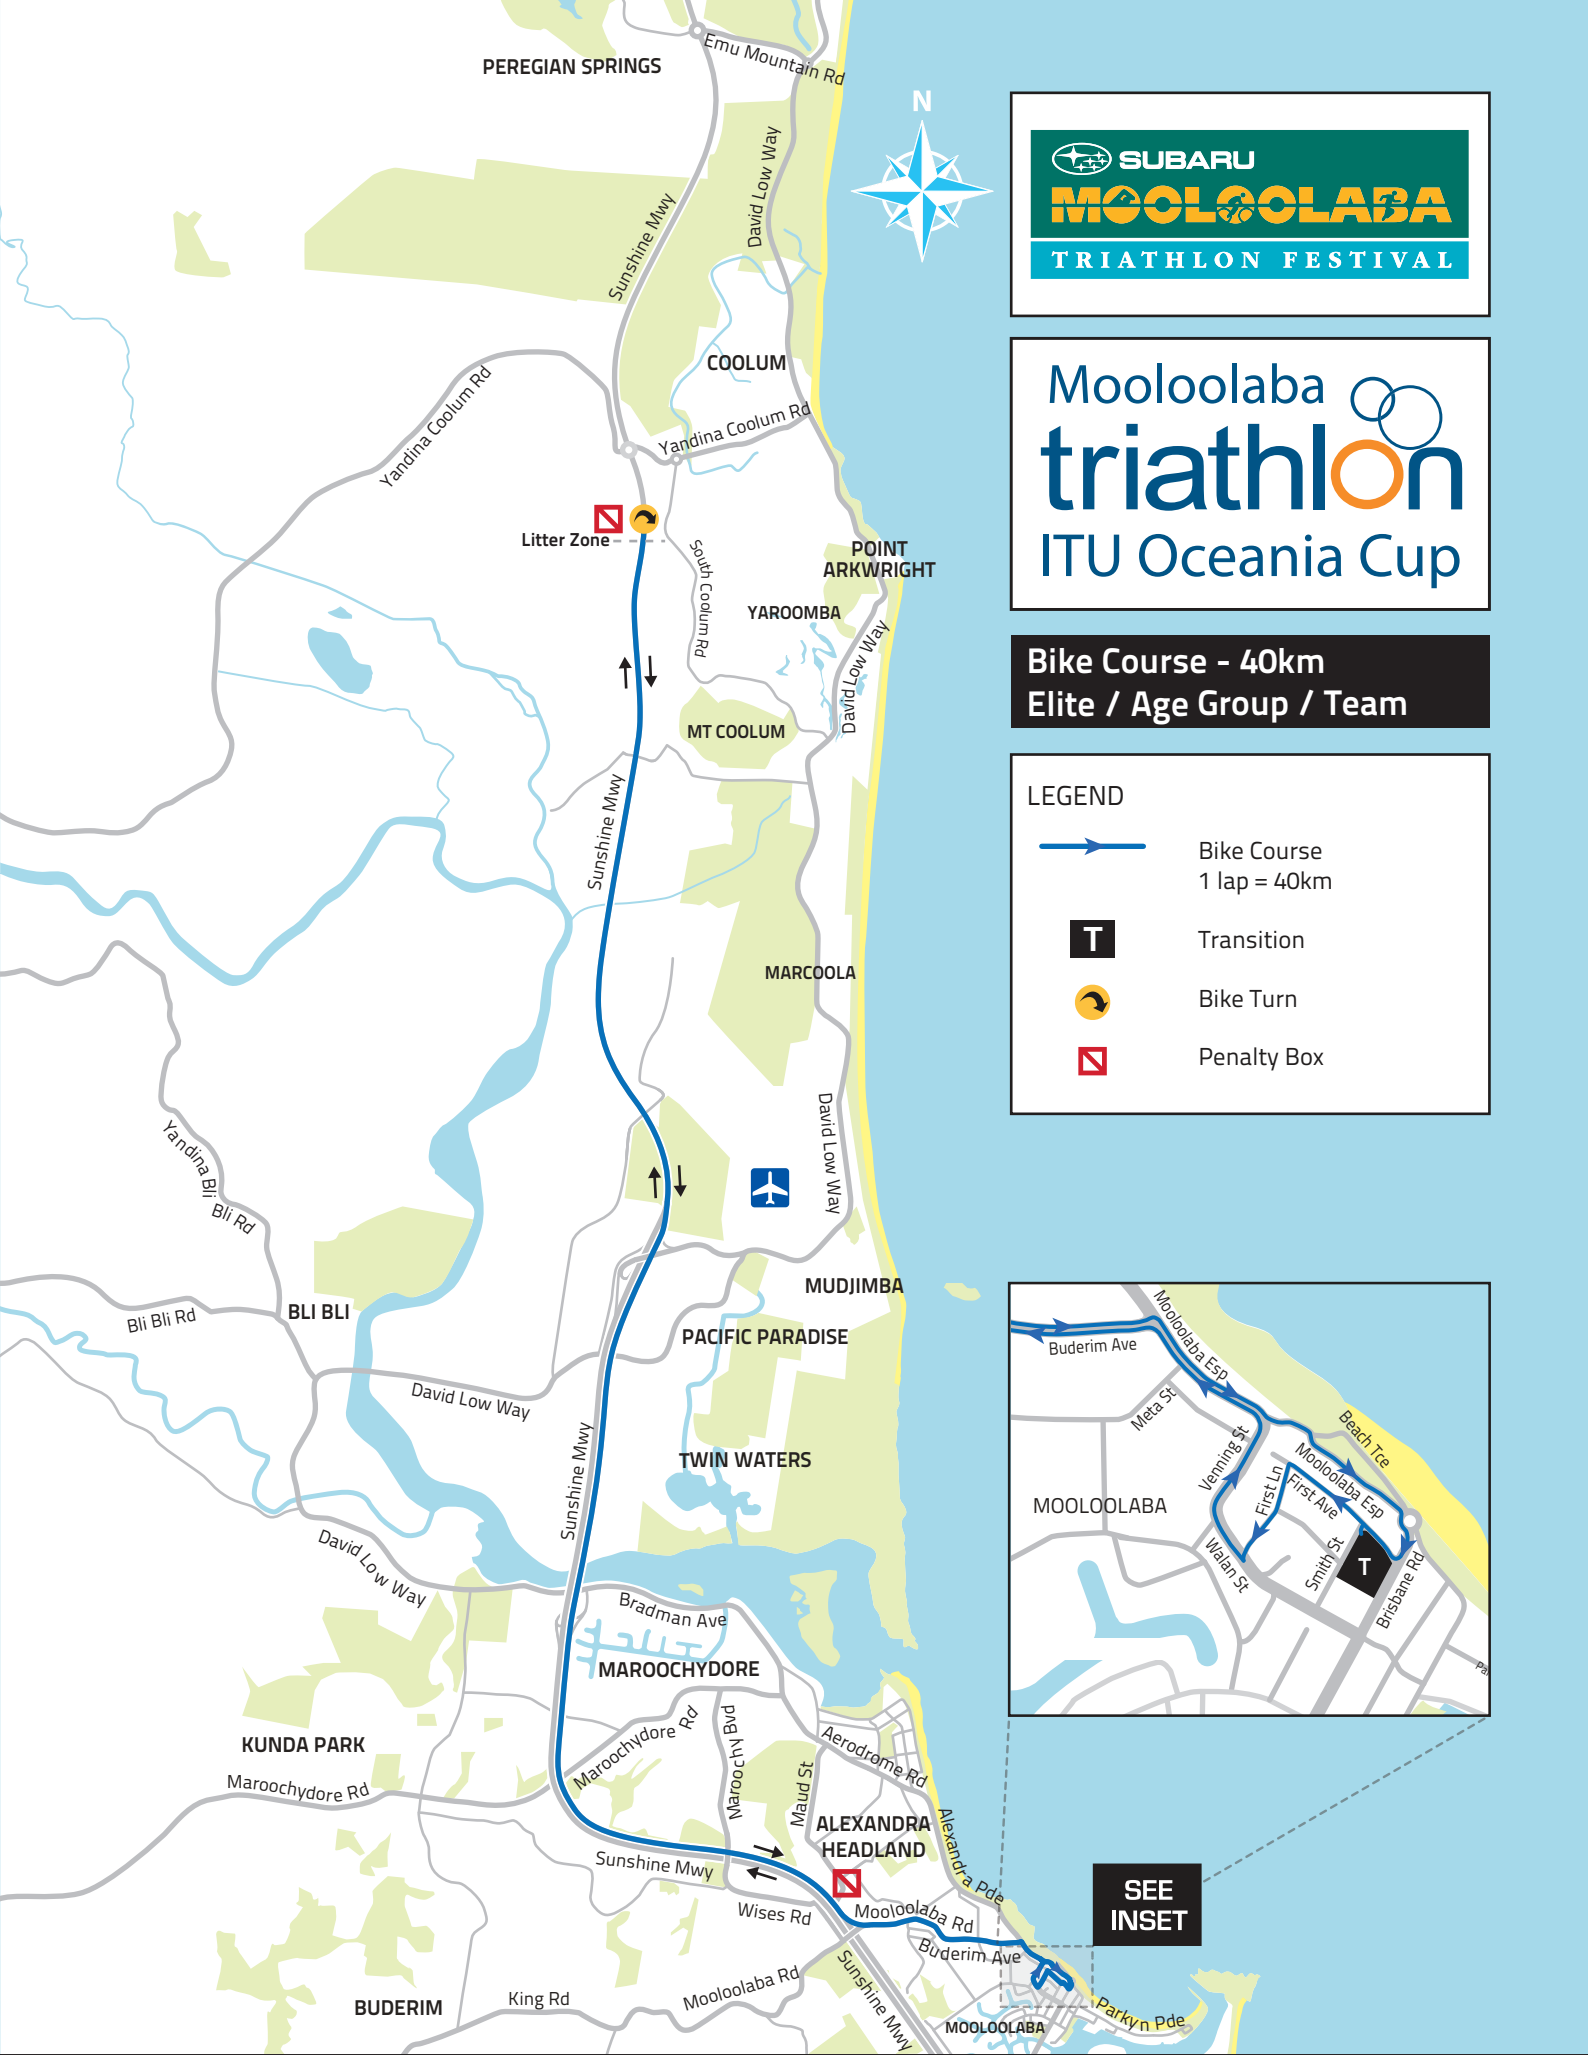 PEREGIAN SPRINGS
Emu Mountain Rd
David Low Way
Sunshine Mwy
N
SUBARU
MOOLOOLABA
TRIATHLON FESTIVAL
COOLUM
Yandina Coolum Rd
Yandina Coolum Rd
Mooloolaba
triathlon
ITU Oceania Cup
Litter Zone
South Coolum Rd
POINT
ARKWRIGHT
YAROOMBA
David Low Way
MT COOLUM
Bike Course - 40km
Elite / Age Group / Team
LEGEND
Bike Course
1 lap = 40km
T
Transition
Bike Turn
Penalty Box
Sunshine Mwy
MARCOOLA
David Low Way
Yandina Bli
Bli Rd
MUDJIMBA
BLI BLI
Bli Bli Rd
PACIFIC PARADISE
David Low Way
Sunshine Mwy
TWIN WATERS
David Low Way
Bradman Ave
MAROOCHYDORE
KUNDA PARK
Maroochydore Rd
Maroochydore Rd
Maroochy Bvd
Maud St
Aerodrome Rd
ALEXANDRA
HEADLAND
Alexandra Pde
Sunshine Mwy
Wises Rd
Mooloolaba Rd
Buderim Ave
SEE
INSET
BUDERIM
King Rd
Mooloolaba Rd
Sunshine Mwy
MOOLOOLABA
Parkyn Pde
Mooloolaba Esp
Buderim Ave
Meta St
Beach Tce
Venning St
Mooloolaba Esp
First Ln
First Ave
MOOLOOLABA
Walan St
Smith St
T
Brisbane Rd
Pa